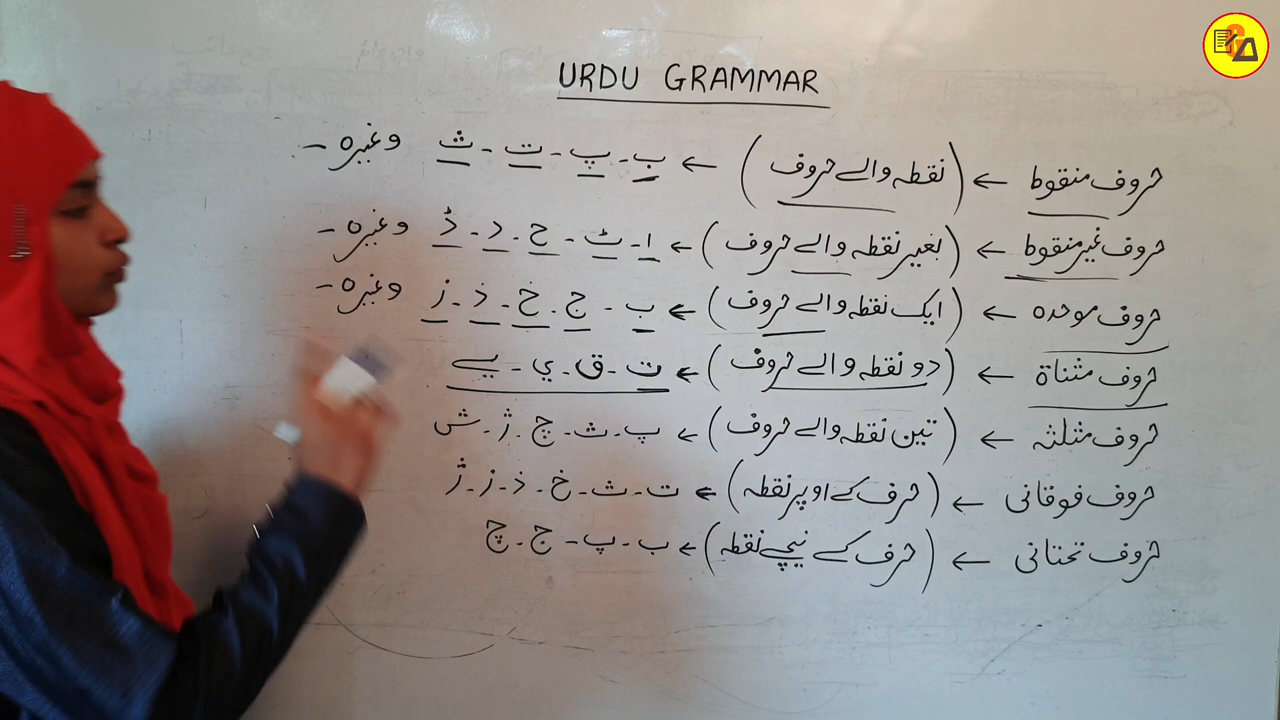 URDU GRAMMAR
حروف منقوط ← (نقطہ والے حروف) ← ب - پ - ت - ث وغیرہ -
حروف غیر منقوط ← (بغیر نقطہ والے حروف) ← ا - ٹ - ح - د - ڈ وغیرہ -
حروف موحدہ ← (ایک نقطہ والے حروف) ← ب - ج - خ - ذ - ز وغیرہ -
حروف مثناۃ ← (دو نقطہ والے حروف) ← ت - ق - ي - یے
حروف مثلثہ ← (تین نقطہ والے حروف) ← پ - ث - چ - ژ - ش
حروف فوقانی ← (حرف کے اوپر نقطہ) ← ت - ث - خ - ذ - ز - ژ
حروف تحتانی ← (حرف کے نیچے نقطہ) ← ب - پ - ج - چ